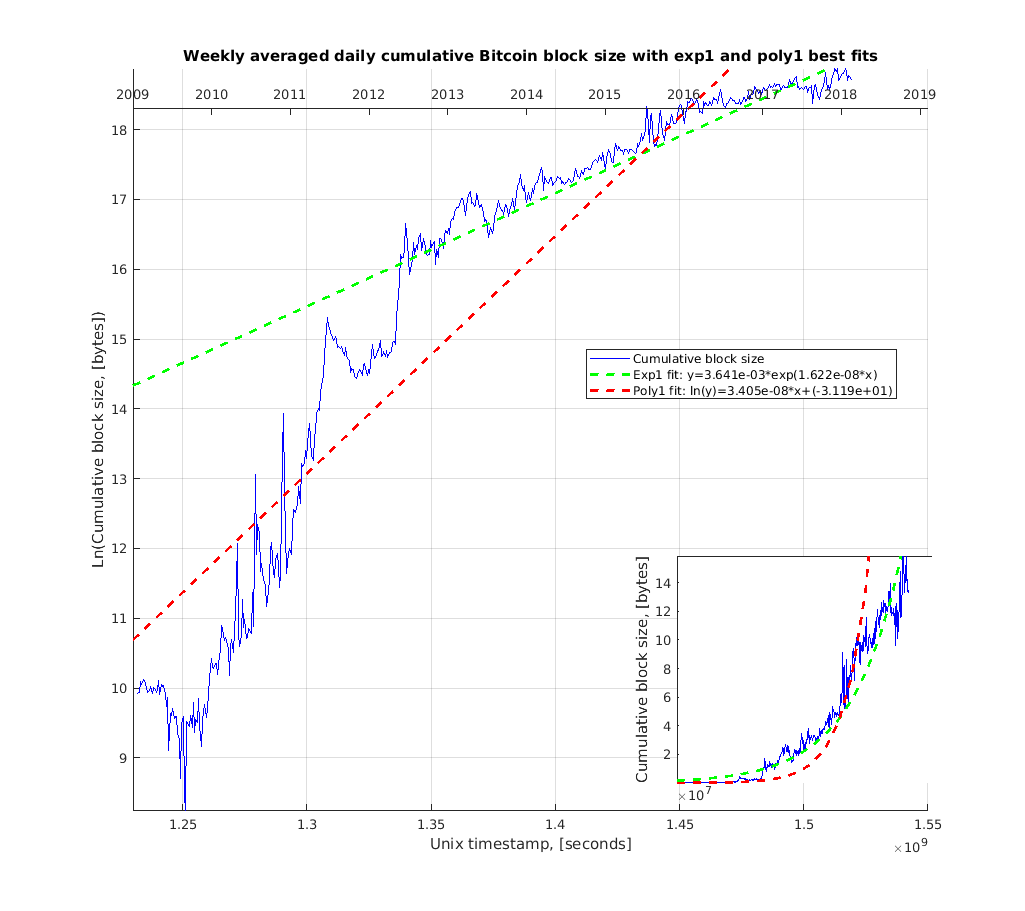 Weekly averaged daily cumulative Bitcoin block size with exp1 and poly1 best fits
2009 2010 2011 2012 2013 2014 2015 2016 2017 2018 2019
Ln(Cumulative block size, [bytes])
18
17
16
15
14
13
12
11
10
9
Cumulative block size
Exp1 fit: y=3.641e-03*exp(1.622e-08*x)
Poly1 fit: ln(y)=3.405e-08*x+(-3.119e+01)
Cumulative block size, [bytes]
14
12
10
8
6
4
2
×10^7
1.25 1.3 1.35 1.4 1.45 1.5 1.55
Unix timestamp, [seconds]
×10^9